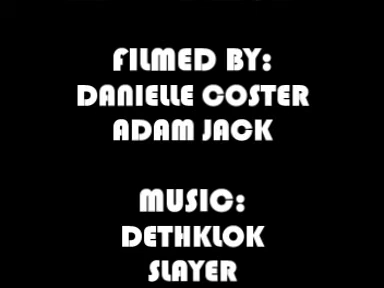 FILMED BY:
DANIELLE COSTER
ADAM JACK
MUSIC:
DETHKLOK
SLAYER